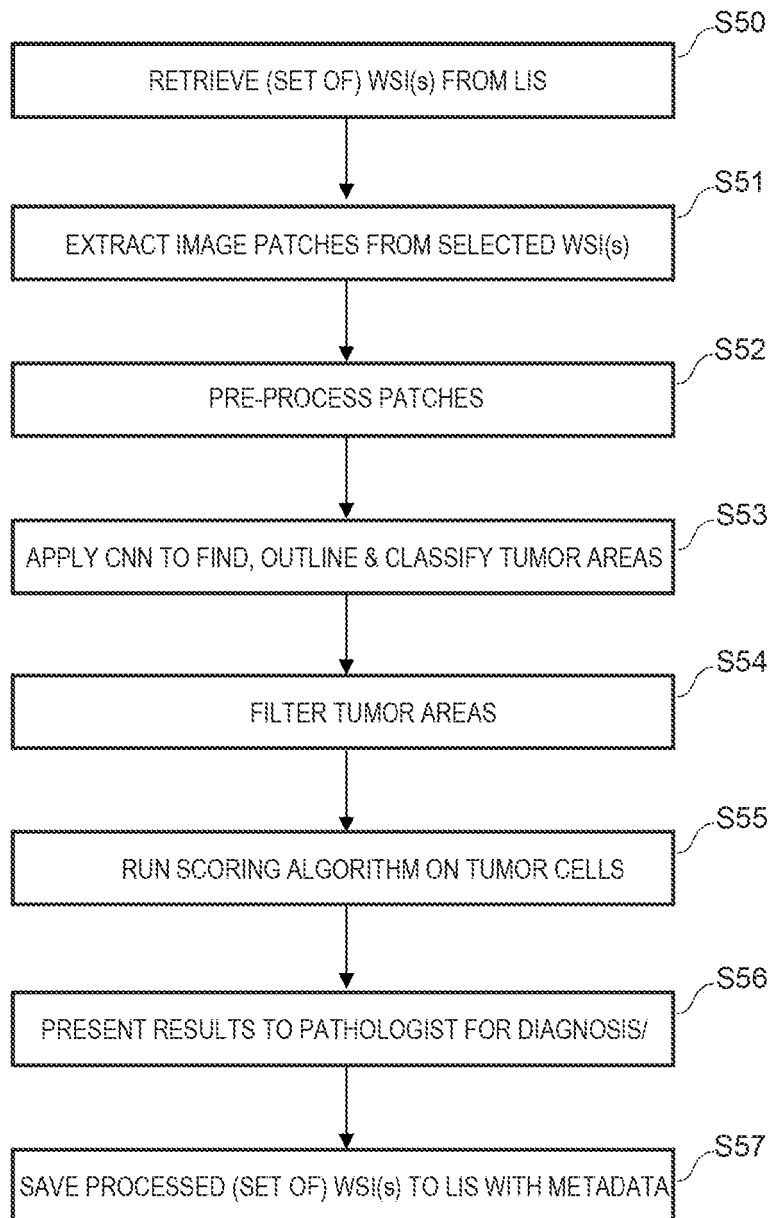 S50
RETRIEVE (SET OF) WSI(s) FROM LIS
S51
EXTRACT IMAGE PATCHES FROM SELECTED WSI(s)
S52
PRE-PROCESS PATCHES
S53
APPLY CNN TO FIND, OUTLINE & CLASSIFY TUMOR AREAS
S54
FILTER TUMOR AREAS
S55
RUN SCORING ALGORITHM ON TUMOR CELLS
S56
PRESENT RESULTS TO PATHOLOGIST FOR DIAGNOSIS/
S57
SAVE PROCESSED (SET OF) WSI(s) TO LIS WITH METADATA